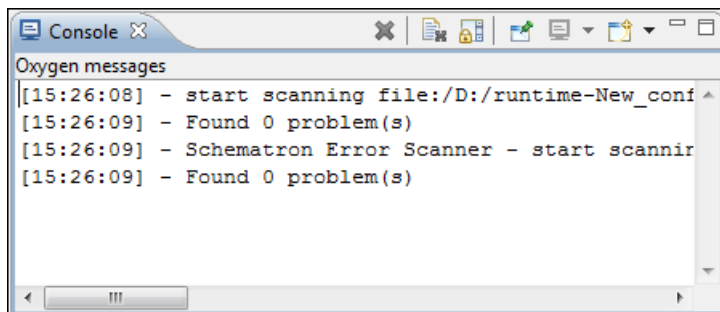 Console
Oxygen messages
[15:26:08] - start scanning file:/D:/runtime-New_conf
[15:26:09] - Found 0 problem(s)
[15:26:09] - Schematron Error Scanner - start scannin
[15:26:09] - Found 0 problem(s)